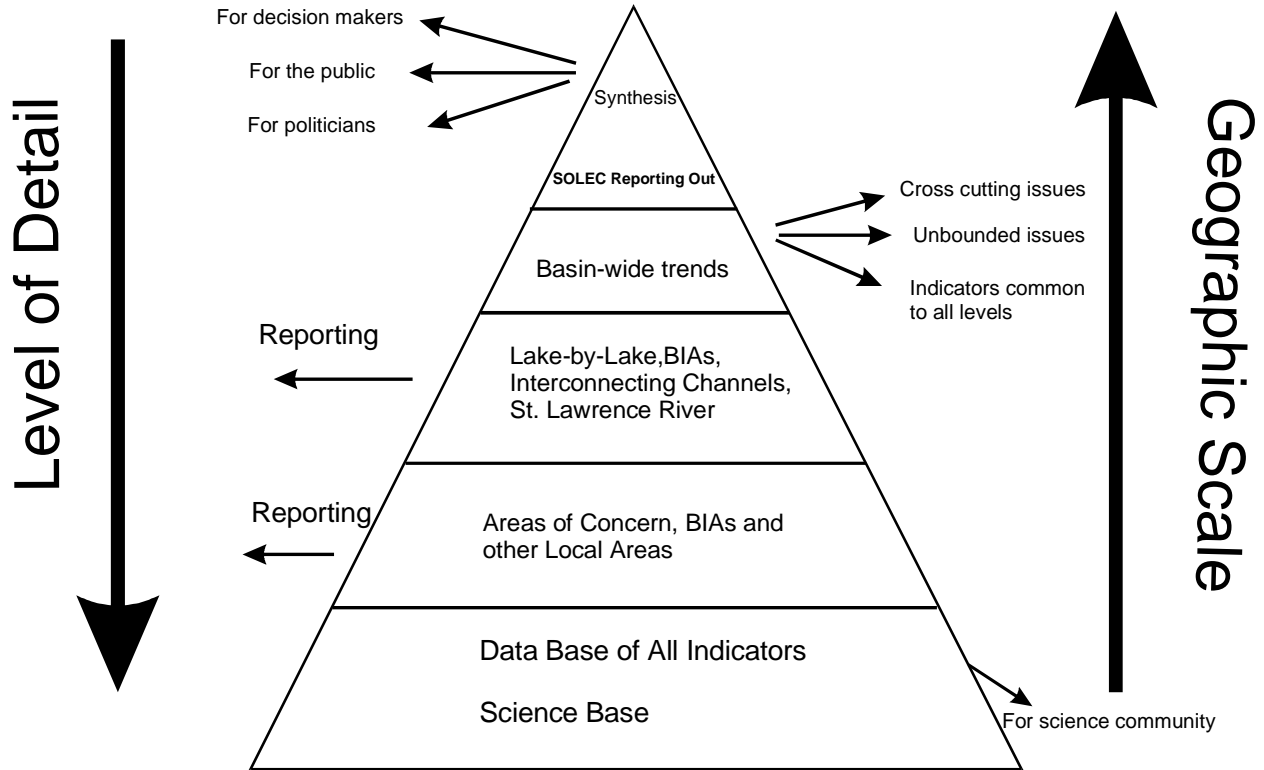 For decision makers
For the public
For politicians
Level of Detail
Synthesis
SOLEC Reporting Out
Cross cutting issues
Unbounded issues
Indicators common
to all levels
Basin-wide trends
Reporting
Lake-by-Lake,BIAs,
Interconnecting Channels,
St. Lawrence River
Reporting
Areas of Concern, BIAs and
other Local Areas
Data Base of All Indicators
Science Base
For science community
Geographic Scale